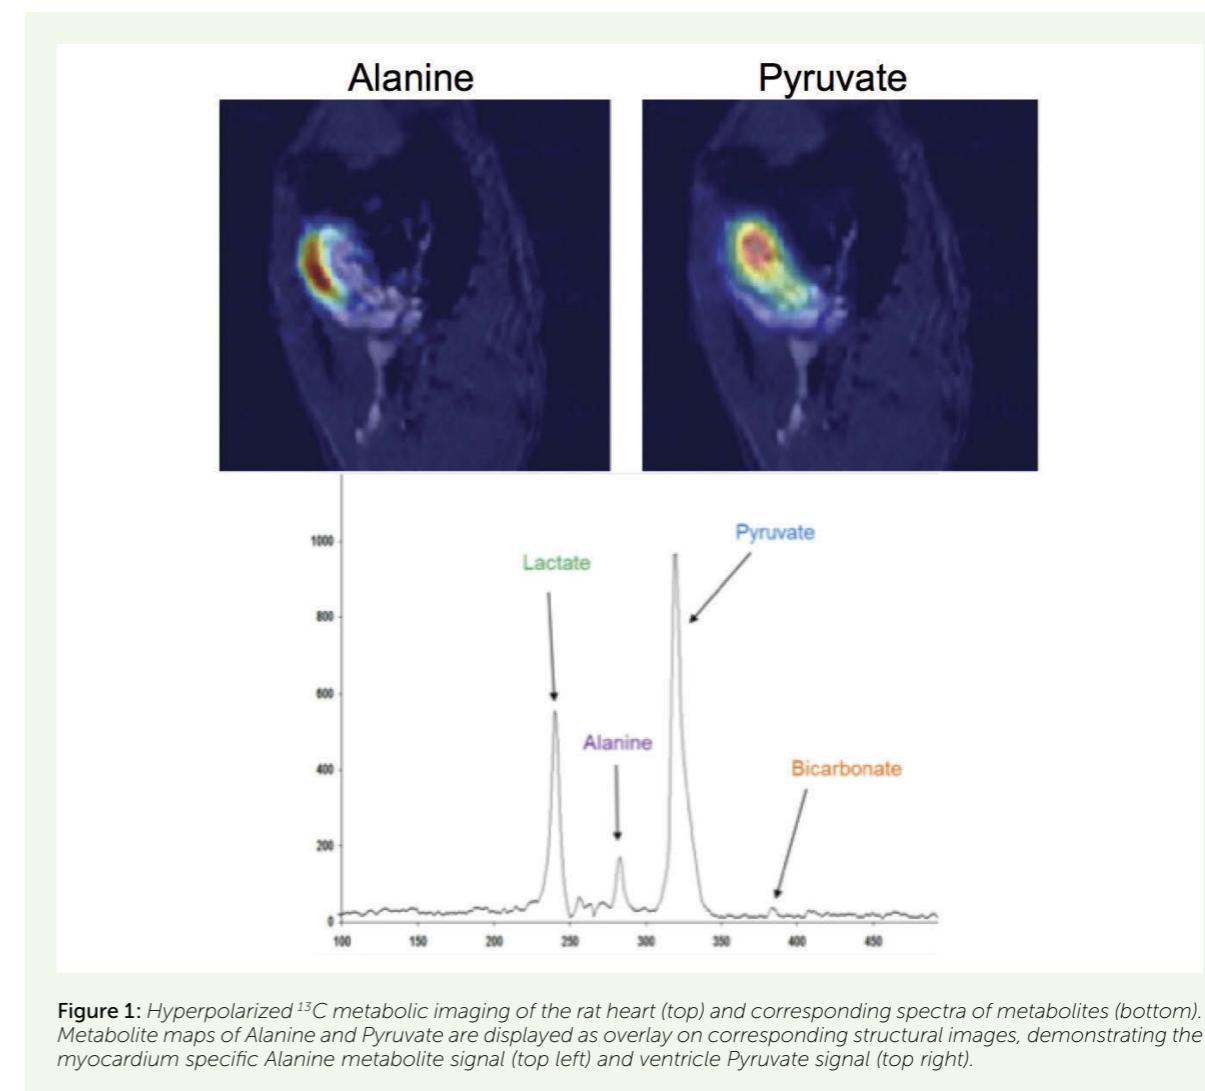 Alanine Pyruvate
1000
800
600
400
200
0
100 150 200 250 300 350 400 450
Pyruvate
Lactate
Alanine
Bicarbonate
Figure 1: Hyperpolarized ¹³C metabolic imaging of the rat heart (top) and corresponding spectra of metabolites (bottom).
Metabolite maps of Alanine and Pyruvate are displayed as overlay on corresponding structural images, demonstrating the
myocardium specific Alanine metabolite signal (top left) and ventricle Pyruvate signal (top right).